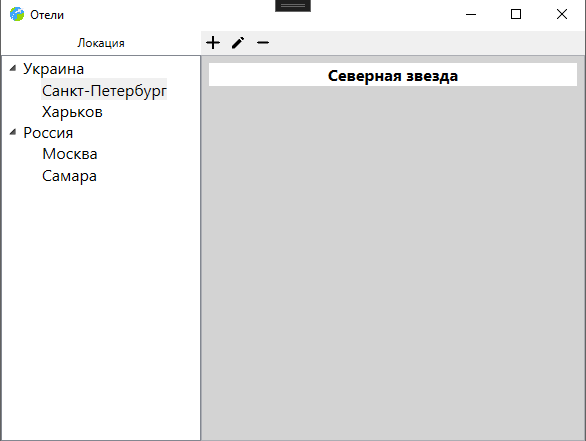 Отели
Локация
Украина
Санкт-Петербург
Харьков
Россия
Москва
Самара
Северная звезда